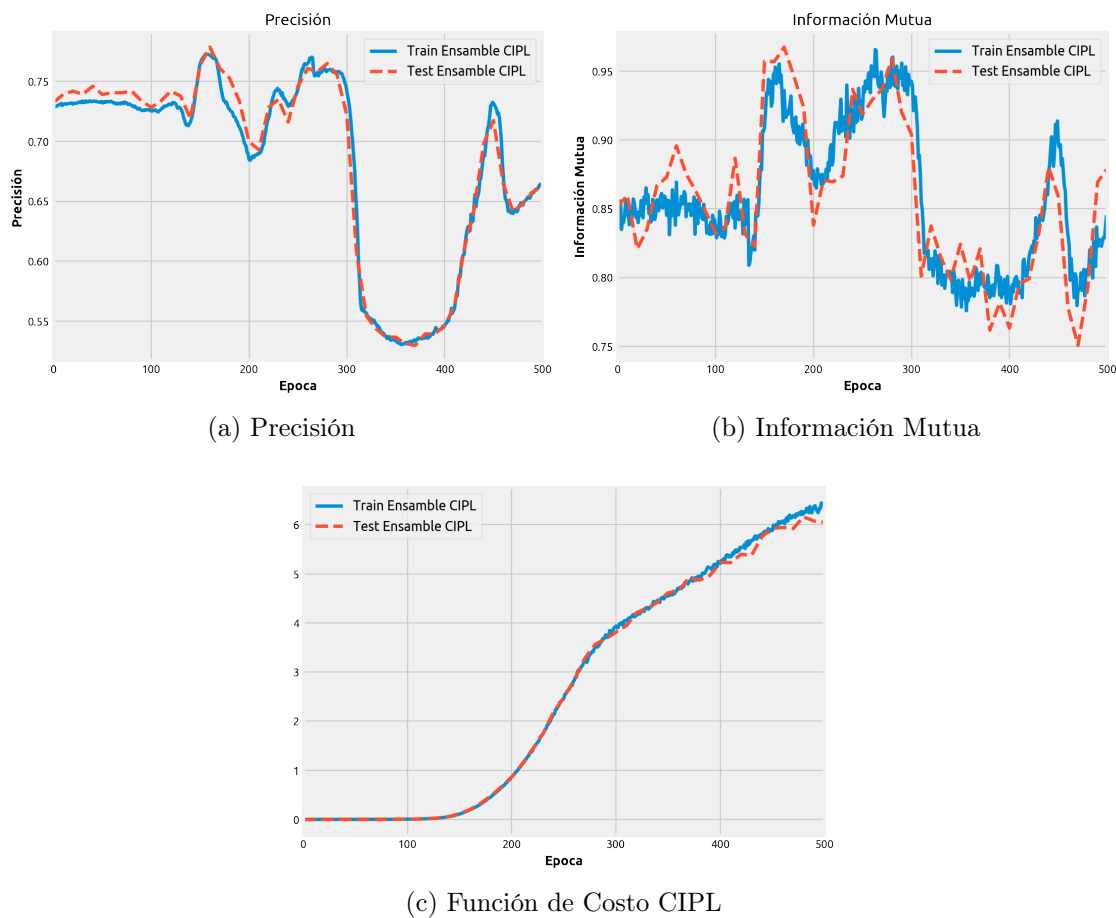 Precisión
Train Ensamble CIPL
Test Ensamble CIPL
0.75
0.70
0.65
0.60
0.55
Precisión
0 100 200 300 400 500
Epoca
(a) Precisión
Información Mutua
Train Ensamble CIPL
Test Ensamble CIPL
0.95
0.90
0.85
0.80
0.75
Información Mutua
0 100 200 300 400 500
Epoca
(b) Información Mutua
Train Ensamble CIPL
Test Ensamble CIPL
6
5
4
3
2
1
0
0 100 200 300 400 500
Epoca
(c) Función de Costo CIPL